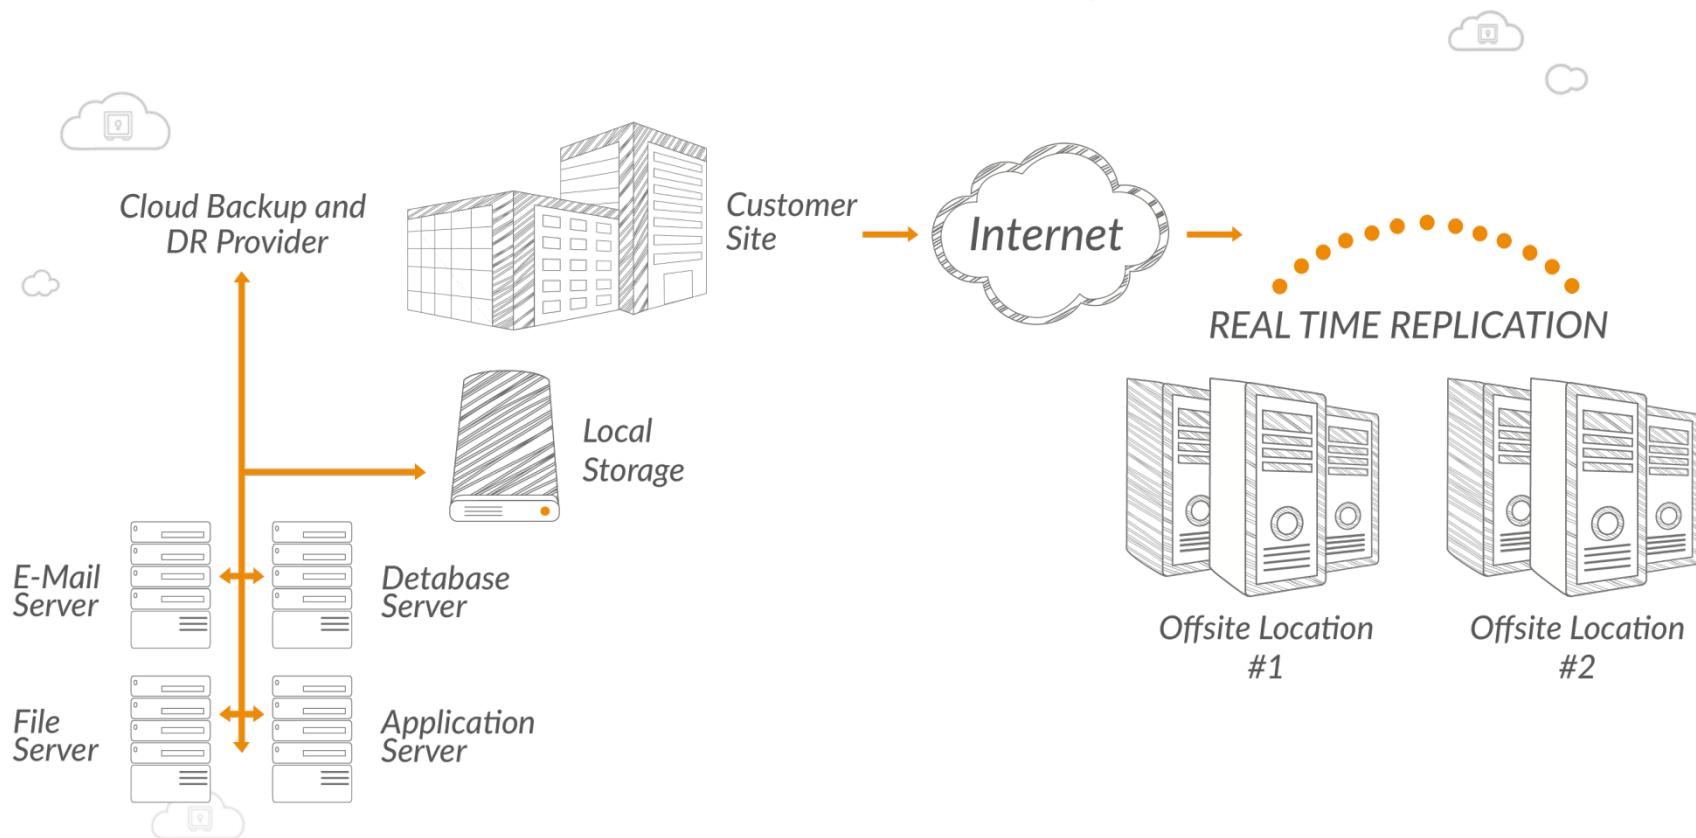 Cloud Backup and
DR Provider
Customer
Site
Internet
REAL TIME REPLICATION
Local
Storage
E-Mail
Server
Detabase
Server
File
Server
Application
Server
Offsite Location
#1
Offsite Location
#2